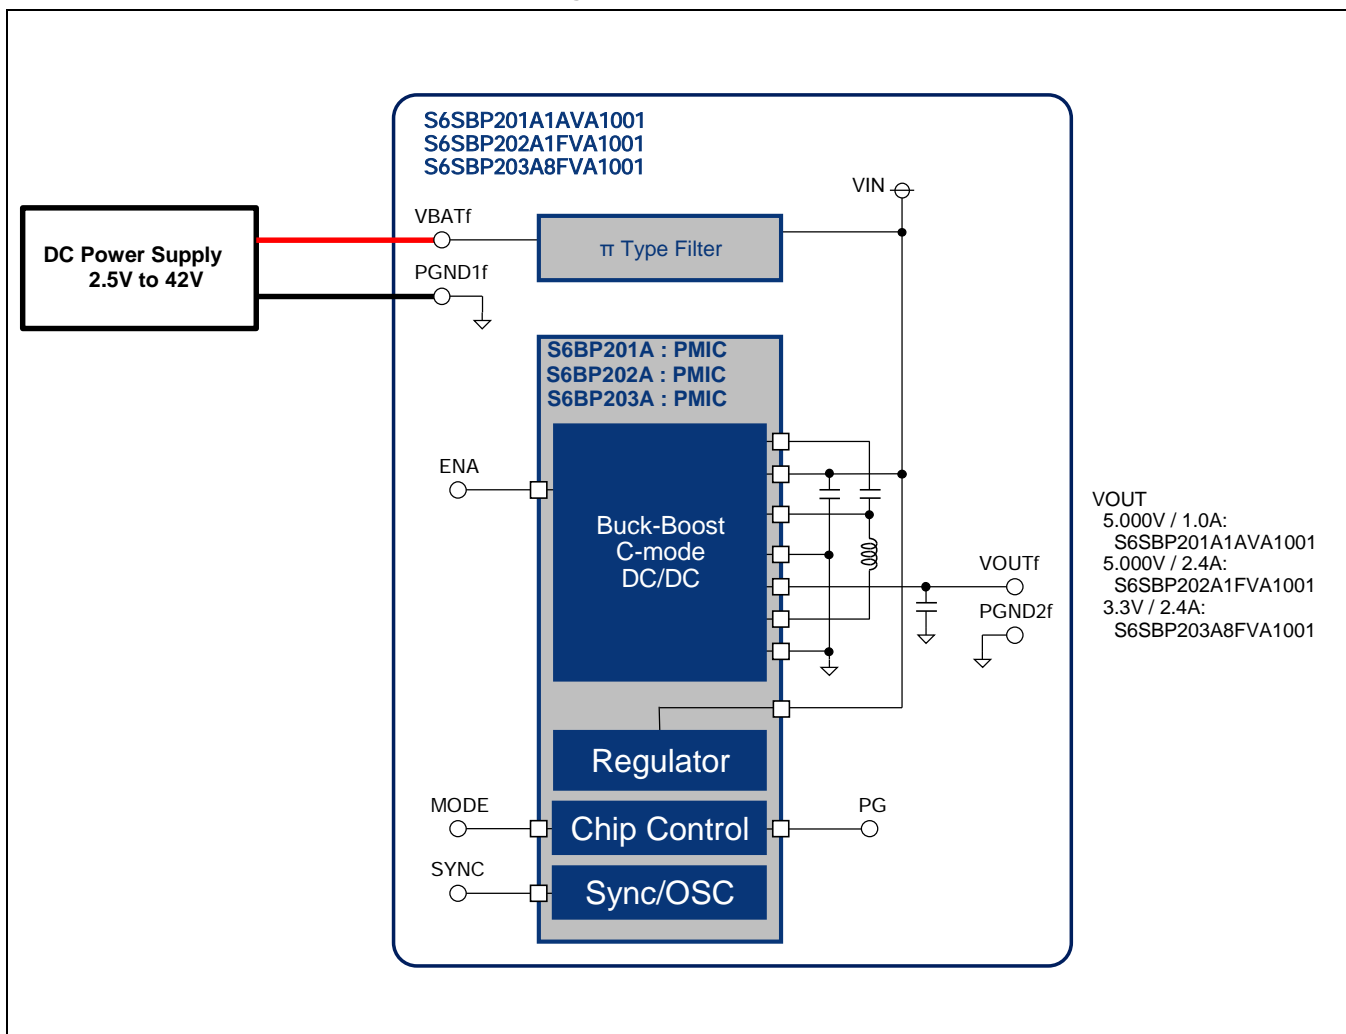 S6SBP201A1AVA1001
S6SBP202A1FVA1001
S6SBP203A8FVA1001
VIN
VBATf
DC Power Supply
2.5V to 42V
π Type Filter
PGND1f
S6BP201A : PMIC
S6BP202A : PMIC
S6BP203A : PMIC
ENA
Buck-Boost
C-mode
DC/DC
VOUTf
PGND2f
VOUT
5.000V / 1.0A:
S6SBP201A1AVA1001
5.000V / 2.4A:
S6SBP202A1FVA1001
3.3V / 2.4A:
S6SBP203A8FVA1001
Regulator
MODE
Chip Control
PG
SYNC
Sync/OSC